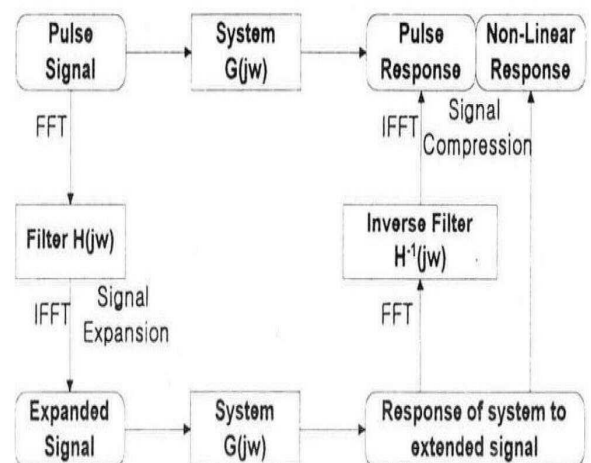 Pulse
Signal
System
G(jw)
Pulse
Response
Non-Linear
Response
FFT
IFFT
Signal
Compression
Filter H(jw)
Inverse Filter
H⁻¹(jw)
IFFT
Signal
Expansion
FFT
Expanded
Signal
System
G(jw)
Response of system to
extended signal